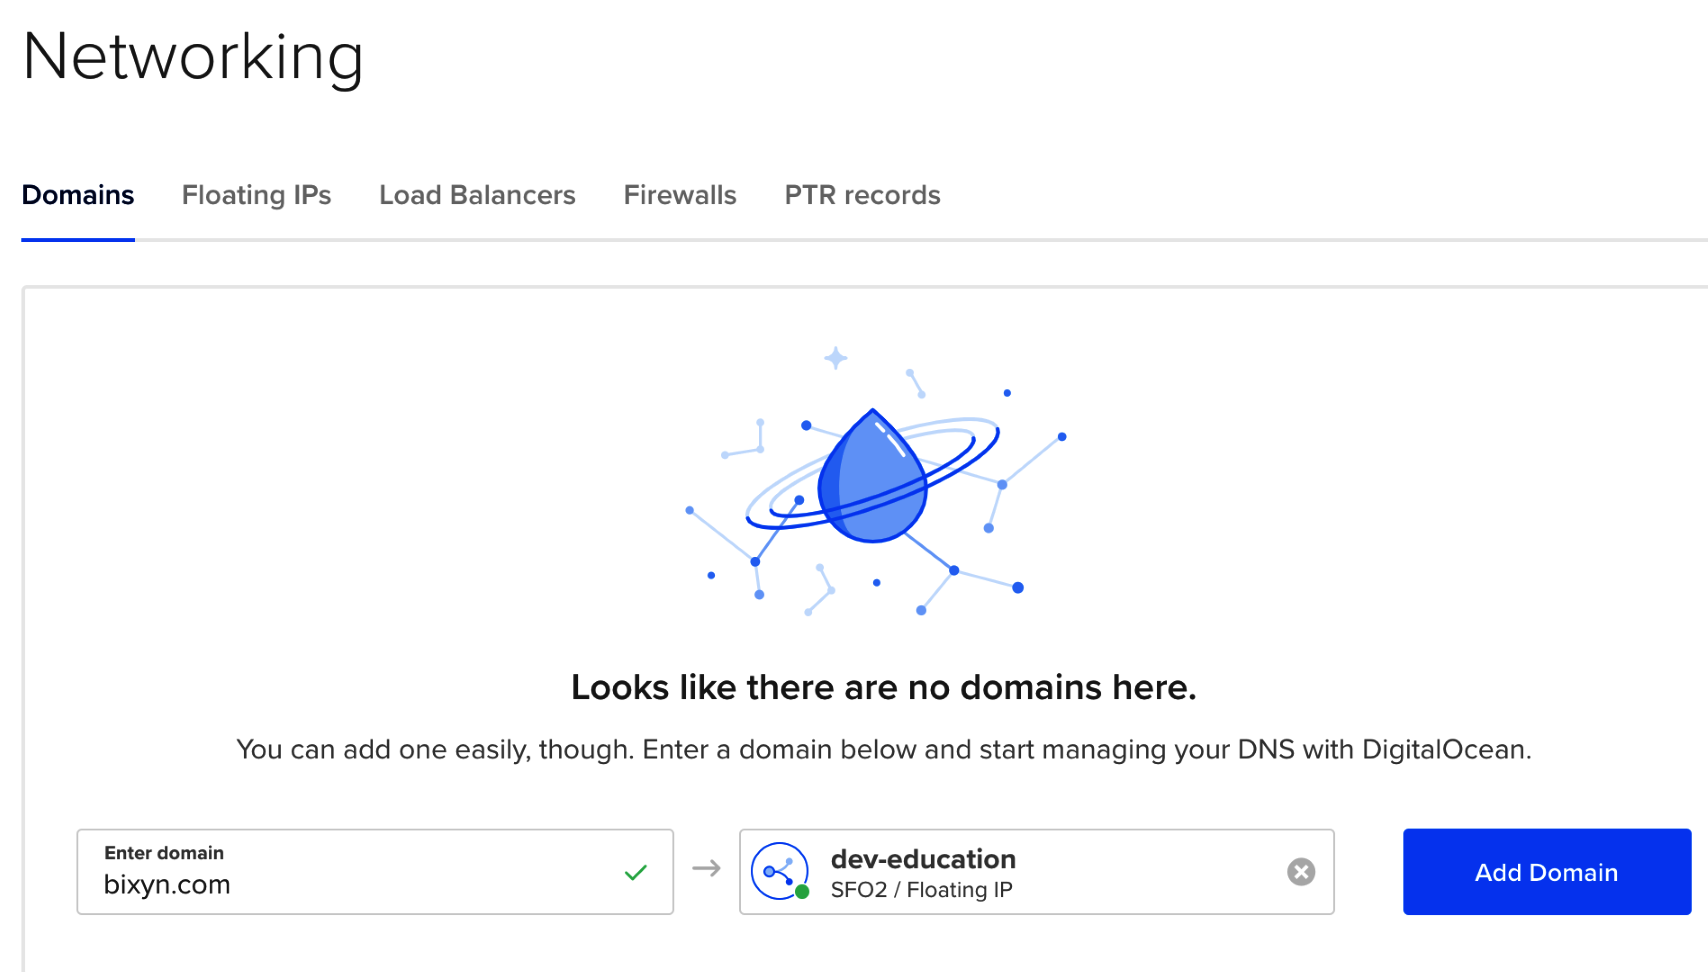 Networking
Domains Floating IPs Load Balancers Firewalls PTR records
Looks like there are no domains here.
You can add one easily, though. Enter a domain below and start managing your DNS with DigitalOcean.
Enter domain
bixyn.com
dev-education
SFO2 / Floating IP
Add Domain